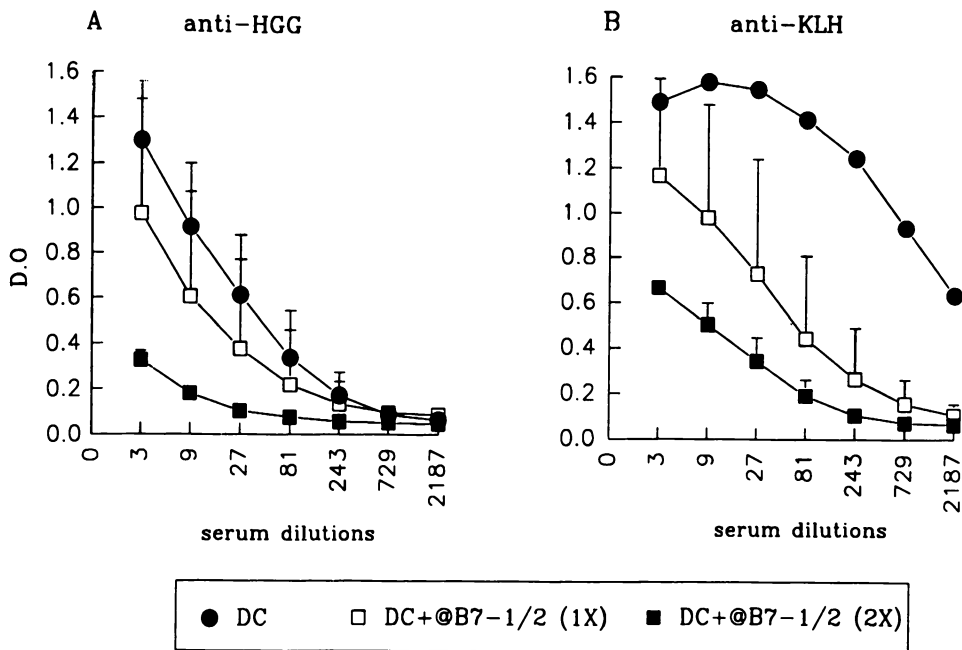 A anti-HGG
1.6
1.4
1.2
1.0
0.8
0.6
0.4
0.2
0.0
D.O
0 3 9 27 81 243 729 2187
serum dilutions
B anti-KLH
1.6
1.4
1.2
1.0
0.8
0.6
0.4
0.2
0.0
0 3 9 27 81 243 729 2187
serum dilutions
DC DC+@B7-1/2 (1X) DC+@B7-1/2 (2X)